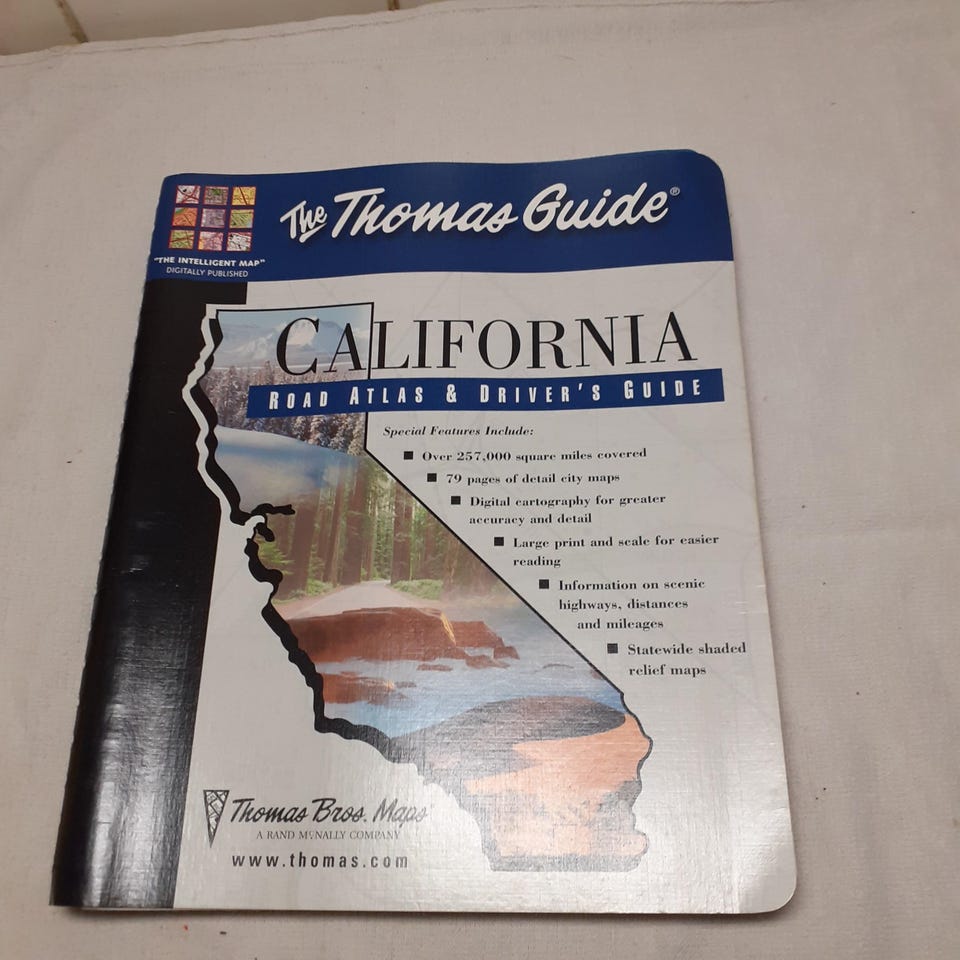 The Thomas Guide®
"THE INTELLIGENT MAP"
DIGITALLY PUBLISHED
CALIFORNIA
ROAD ATLAS & DRIVER'S GUIDE
Special Features Include:
■ Over 257,000 square miles covered
■ 79 pages of detail city maps
■ Digital cartography for greater
accuracy and detail
■ Large print and scale for easier
reading
■ Information on scenic
highways, distances
and mileages
■ Statewide shaded
relief maps
Thomas Bros. Maps
A RAND McNALLY COMPANY
www.thomas.com